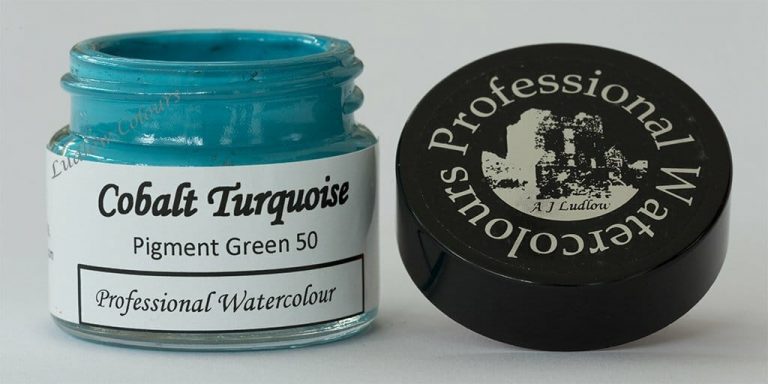 Ludlow Colours
Cobalt Turquoise
Pigment Green 50
Professional Watercolour
Professional Watercolours
A J Ludlow